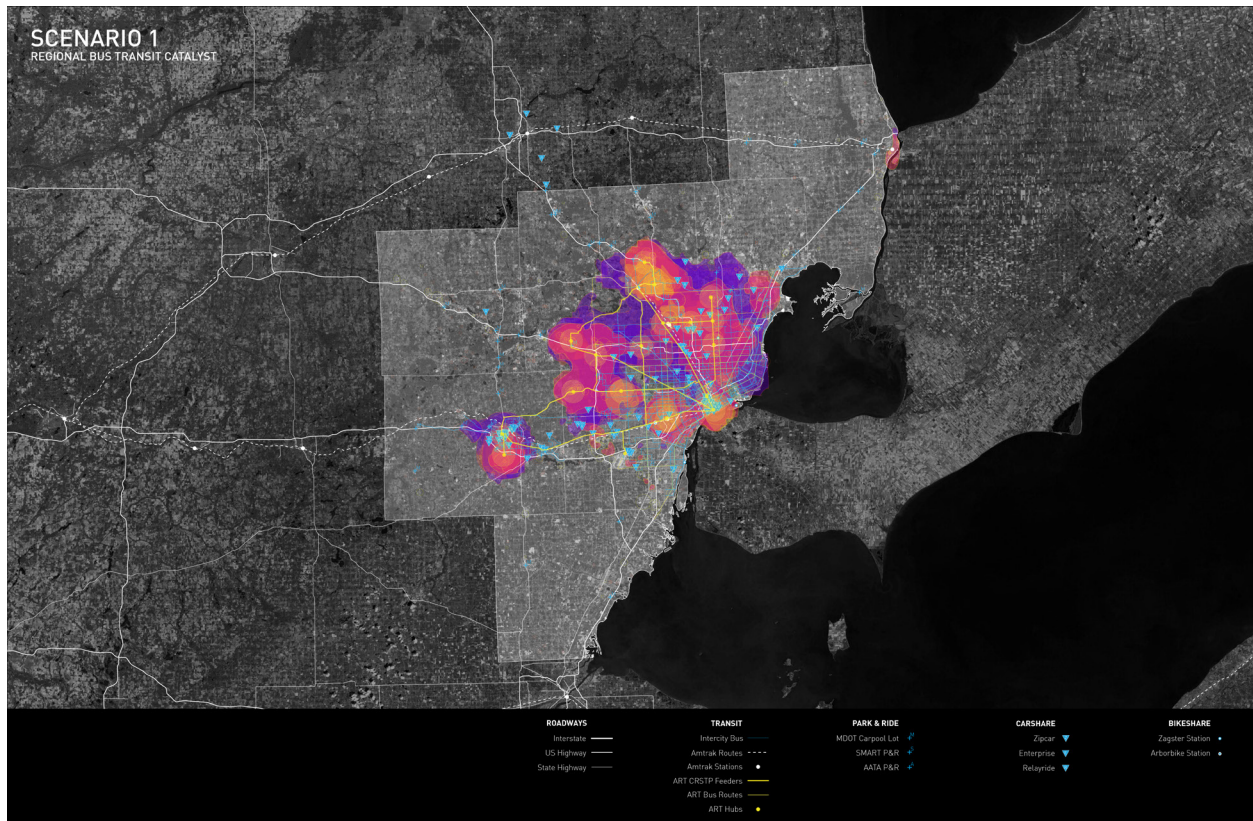 SCENARIO 1
REGIONAL BUS TRANSIT CATALYST
ROADWAYS
Interstate
US Highway
State Highway
TRANSIT
Intercity Bus
Amtrak Routes
Amtrak Stations
ART CRSTP Feeders
ART Bus Routes
ART Hubs
PARK & RIDE
MDOT Carpool Lot
SMART P&R
AATA P&R
CARSHARE
Zipcar
Enterprise
Relayride
BIKESHARE
Zagster Station
Arborbike Station